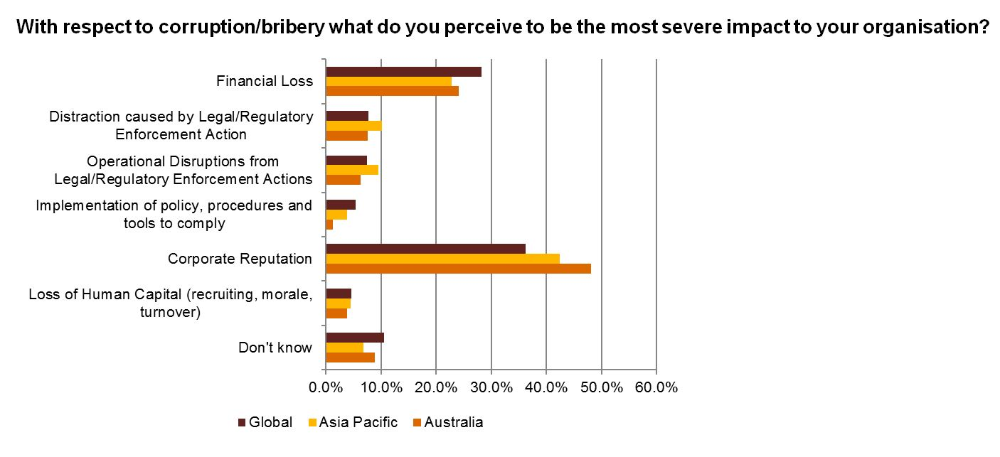 With respect to corruption/bribery what do you perceive to be the most severe impact to your organisation?
Financial Loss
Distraction caused by Legal/Regulatory
Enforcement Action
Operational Disruptions from
Legal/Regulatory Enforcement Actions
Implementation of policy, procedures and
tools to comply
Corporate Reputation
Loss of Human Capital (recruiting, morale,
turnover)
Don't know
0.0% 10.0% 20.0% 30.0% 40.0% 50.0% 60.0%
Global Asia Pacific Australia